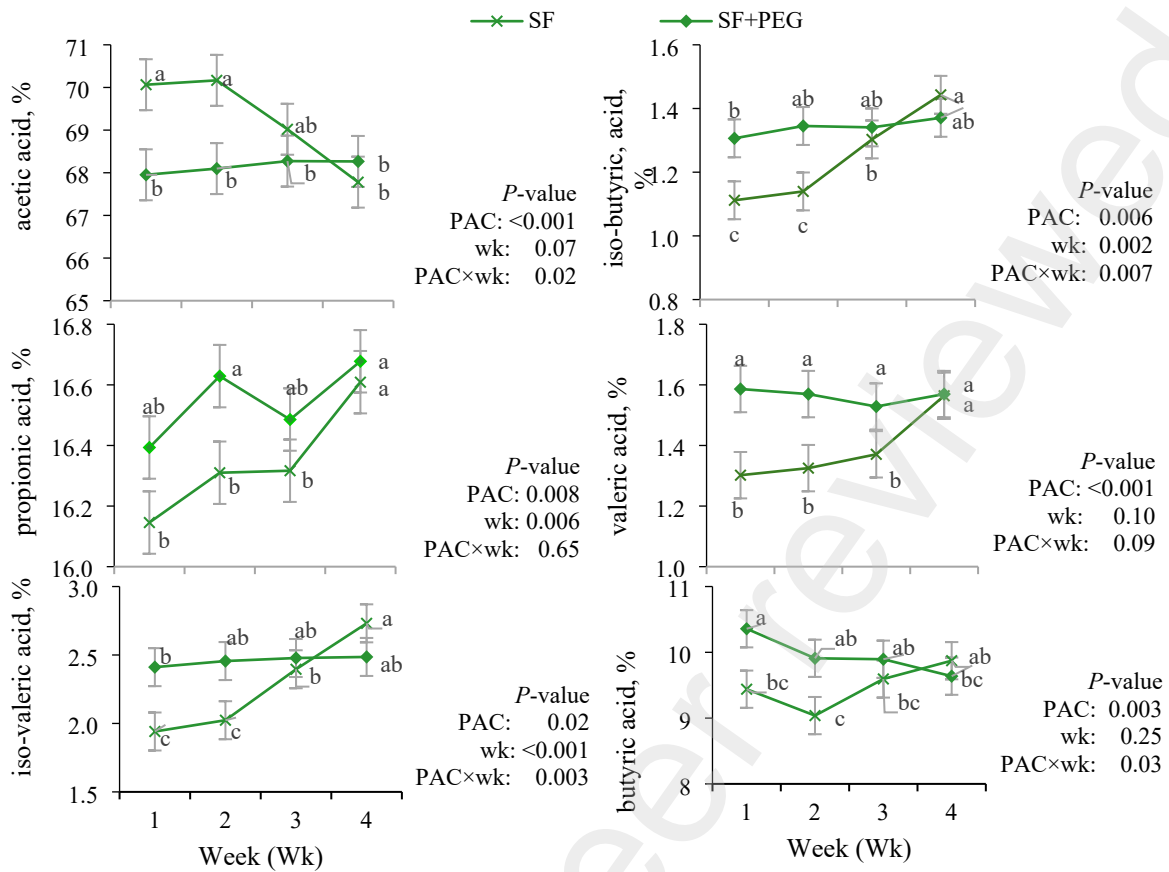 SF
SF+PEG
acetic acid, %
71
70
69
68
67
66
65
a
a
ab
b
b
b
b
b
P-value
PAC: <0.001
wk: 0.07
PAC×wk: 0.02
iso-butyric, acid,
%
1.6
1.4
1.2
1.0
0.8
b
ab
ab
a
ab
c
c
b
P-value
PAC: 0.006
wk: 0.002
PAC×wk: 0.007
propionic acid, %
16.8
16.6
16.4
16.2
16.0
ab
a
ab
a
a
b
b
b
P-value
PAC: 0.008
wk: 0.006
PAC×wk: 0.65
valeric acid, %
1.8
1.6
1.4
1.2
1.0
a
a
a
a
a
b
b
b
P-value
PAC: <0.001
wk: 0.10
PAC×wk: 0.09
iso-valeric acid, %
3.0
2.5
2.0
1.5
b
ab
ab
a
ab
c
c
b
P-value
PAC: 0.02
wk: <0.001
PAC×wk: 0.003
1 2 3 4
Week (Wk)
butyric acid, %
11
10
9
8
a
ab
ab
ab
bc
bc
c
bc
P-value
PAC: 0.003
wk: 0.25
PAC×wk: 0.03
1 2 3 4
Week (Wk)
eer reviewed